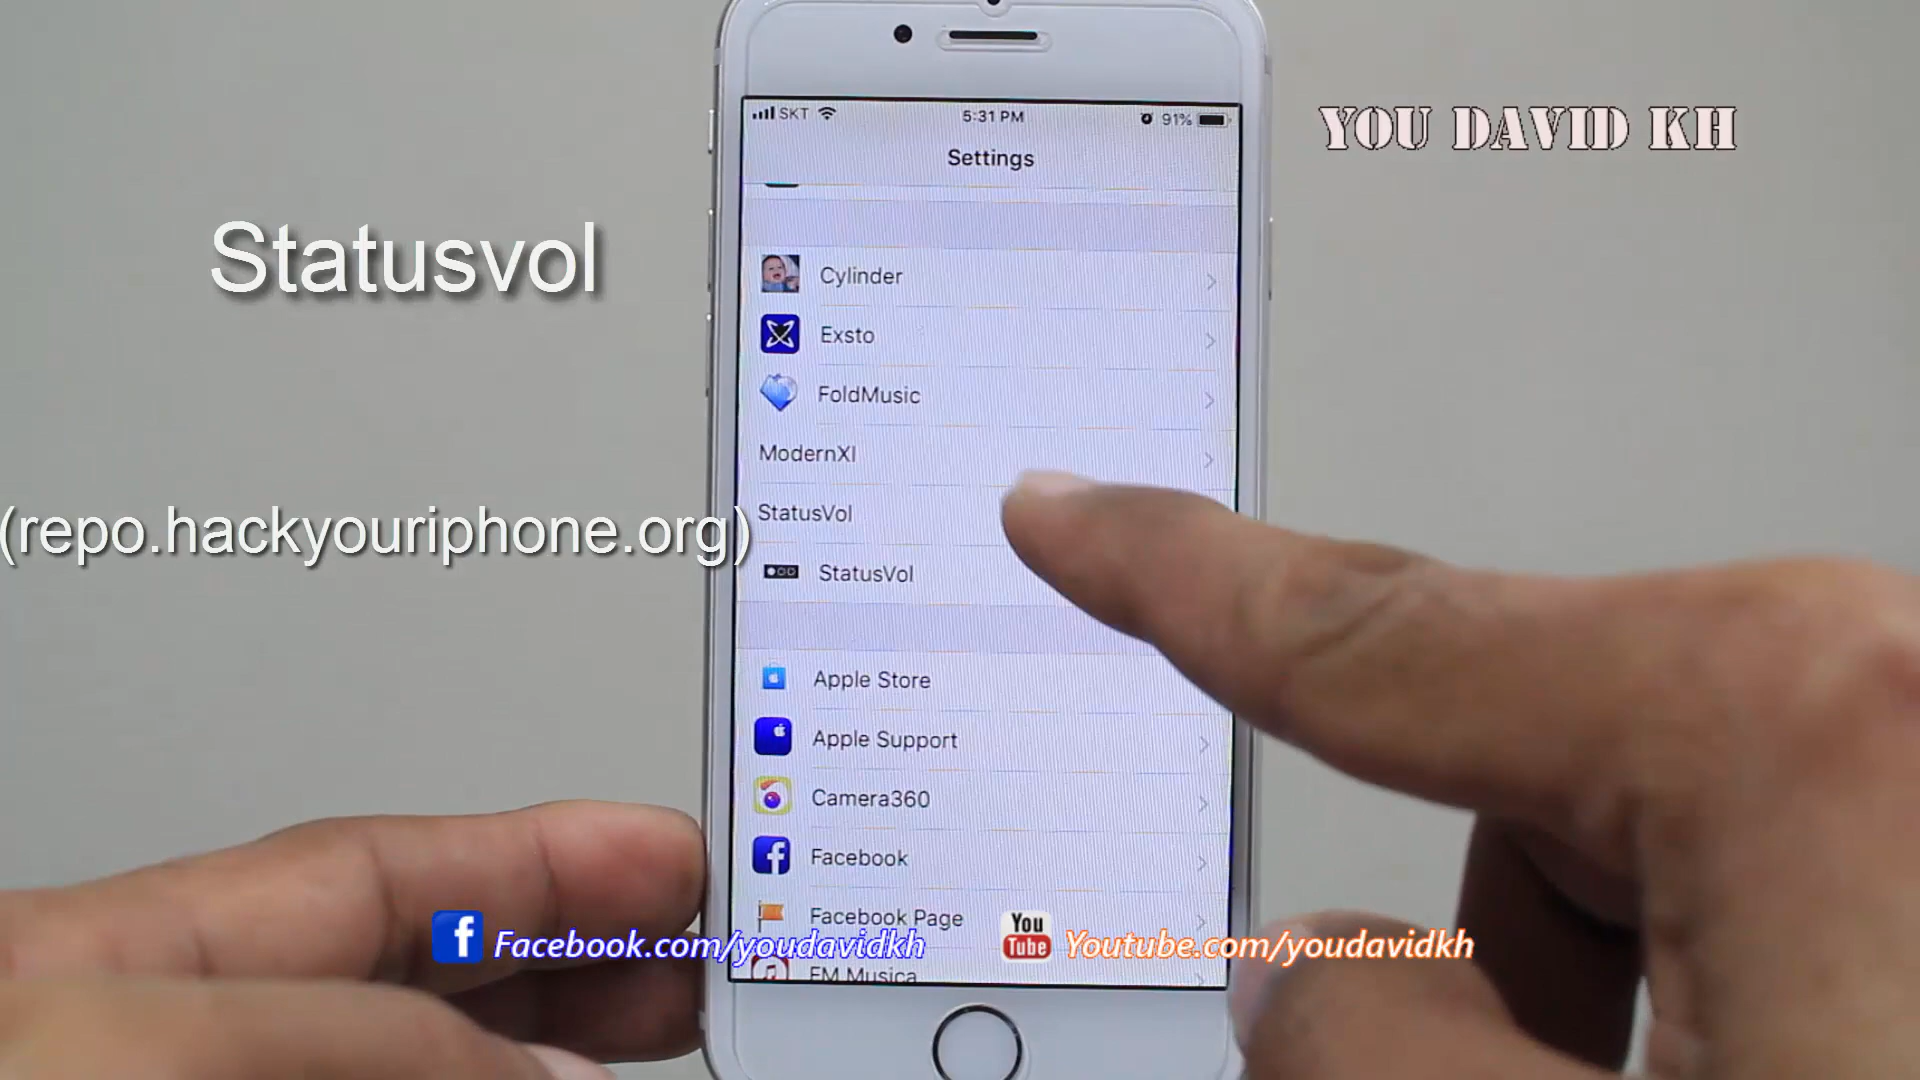 SKT
5:31 PM
91%
Settings
YOU DAVID KH
Statusvol
(repo.hackyouriphone.org)
Cylinder
Exsto
FoldMusic
ModernXI
StatusVol
StatusVol
Apple Store
Apple Support
Camera360
Facebook
Facebook Page
FM Musica
Facebook.com/youdavidkh
You
Tube
Youtube.com/youdavidkh